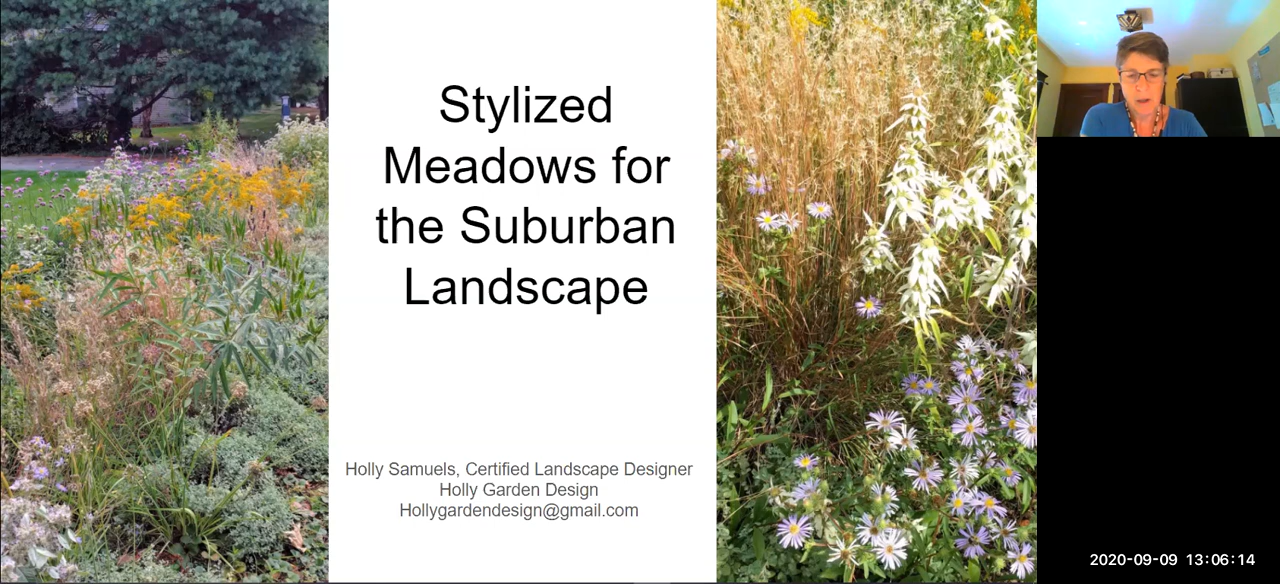 Stylized
Meadows for
the Suburban
Landscape
Holly Samuels, Certified Landscape Designer
Holly Garden Design
Hollygardendesign@gmail.com
2020-09-09 13:06:14